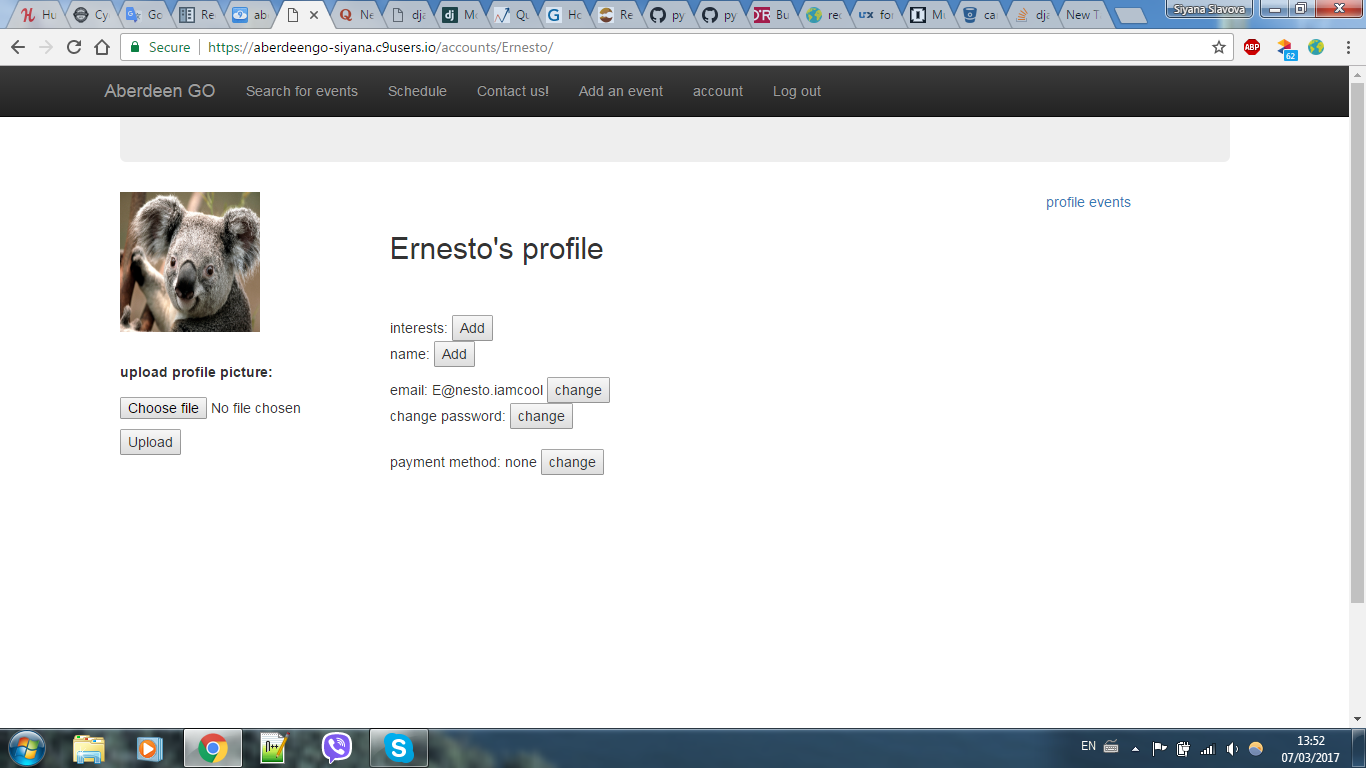 Hu
Cy
Go
Re
ab
Ne
dja
Mo
Qu
Ho
Re
py
py
Bu
rec
for
Mu
ca
dja
New T
Siyana Slavova
Secure https://aberdeengo-siyana.c9users.io/accounts/Ernesto/
ABP
62
Aberdeen GO Search for events Schedule Contact us! Add an event account Log out
profile events
Ernesto's profile
interests: Add
name: Add
upload profile picture:
email: E@nesto.iamcool change
Choose file No file chosen
change password: change
Upload
payment method: none change
EN
13:52
07/03/2017